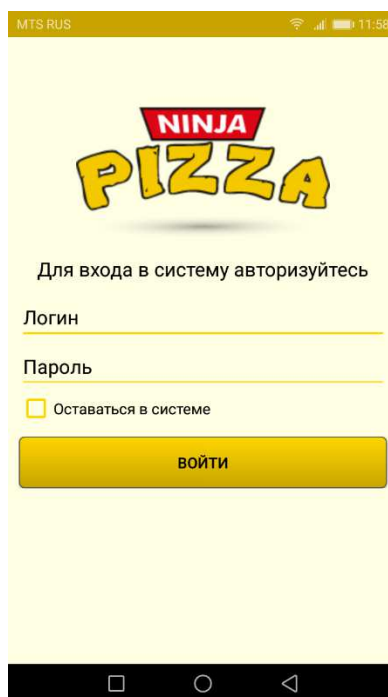 MTS RUS 11:58
NINJA
PIZZA
Для входа в систему авторизуйтесь
Логин
Пароль
Оставаться в системе
ВОЙТИ